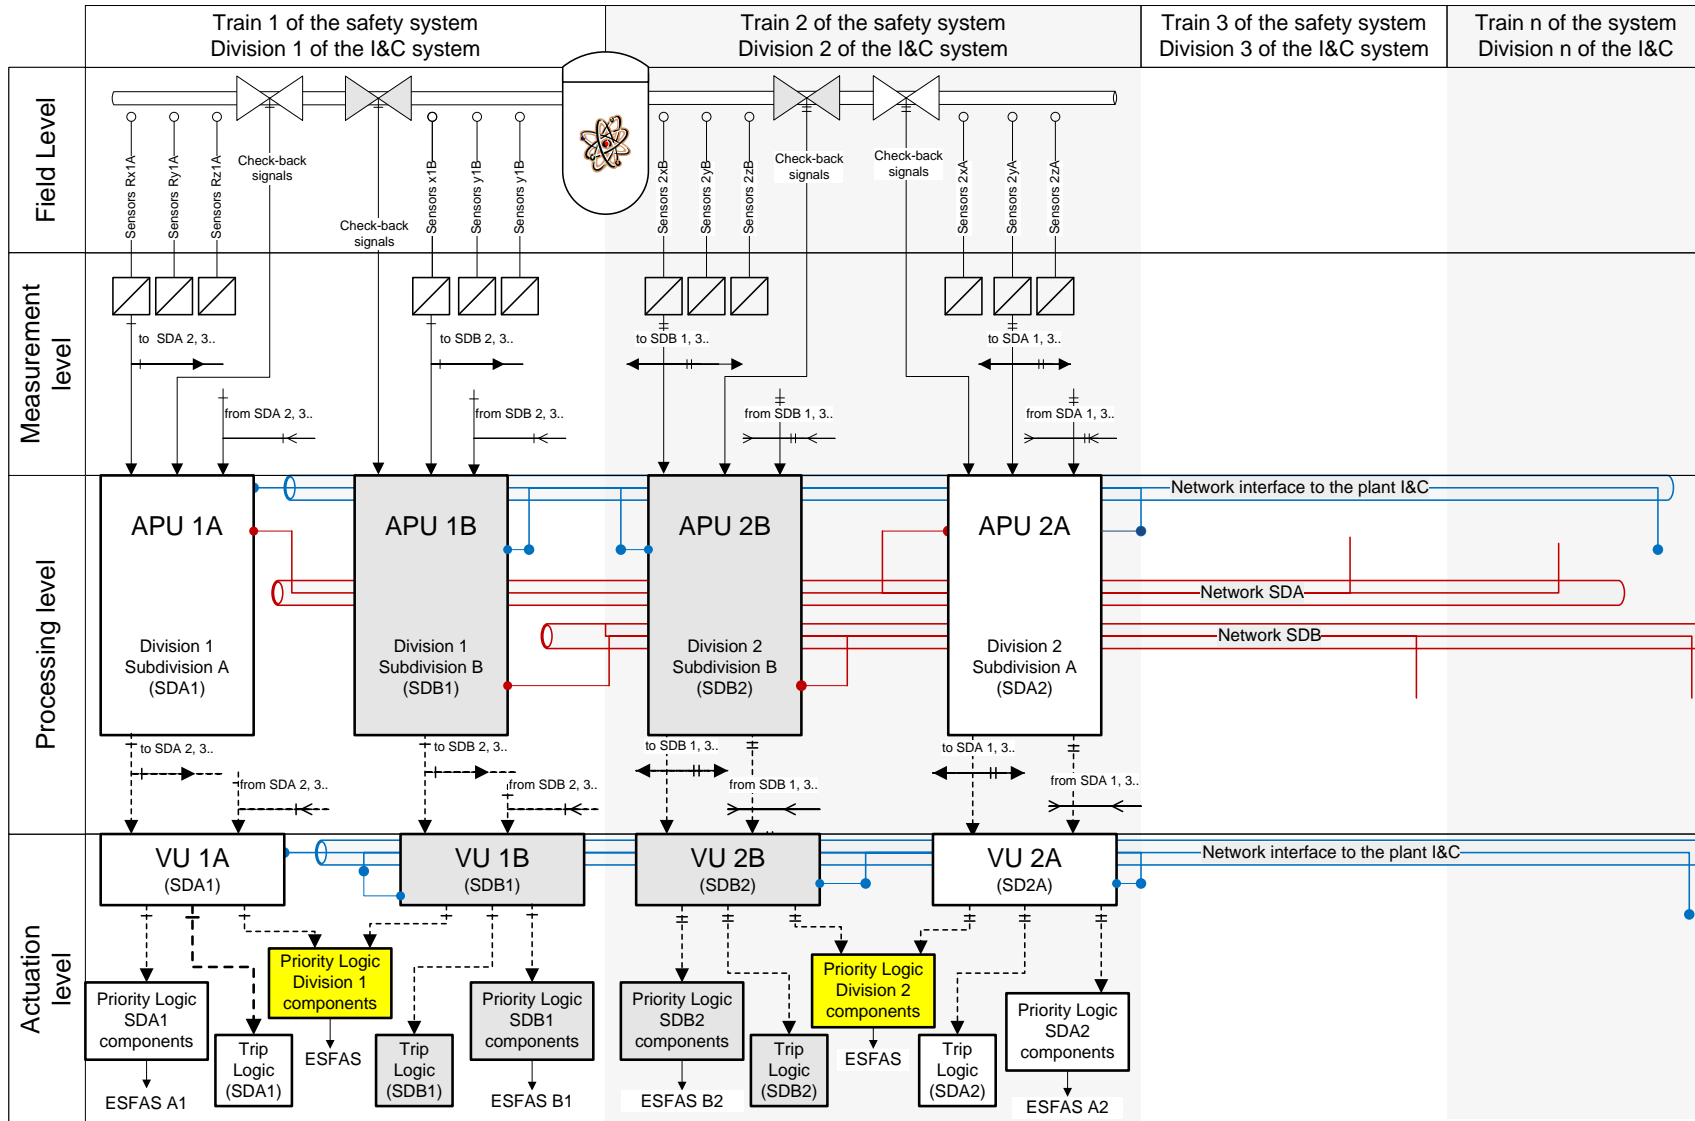 Train 1 of the safety system
Division 1 of the I&C system
Train 2 of the safety system
Division 2 of the I&C system
Train 3 of the safety system
Division 3 of the I&C system
Train n of the system
Division n of the I&C
Field Level
Sensors Rx1A
Sensors Ry1A
Sensors Rz1A
Check-back
signals
Check-back
signals
Sensors x1B
Sensors y1B
Sensors y1B
Sensors 2xB
Sensors 2yB
Sensors 2zB
Check-back
signals
Check-back
signals
Sensors 2xA
Sensors 2yA
Sensors 2zA
Measurement
level
to SDA 2, 3..
to SDB 2, 3..
to SDB 1, 3..
to SDA 1, 3..
from SDA 2, 3..
from SDB 2, 3..
from SDB 1, 3..
from SDA 1, 3..
Processing level
APU 1A
Division 1
Subdivision A
(SDA1)
APU 1B
Division 1
Subdivision B
(SDB1)
APU 2B
Division 2
Subdivision B
(SDB2)
APU 2A
Division 2
Subdivision A
(SDA2)
Network interface to the plant I&C
Network SDA
Network SDB
to SDA 2, 3..
to SDB 2, 3..
to SDB 1, 3..
to SDA 1, 3..
from SDA 2, 3..
from SDB 2, 3..
from SDB 1, 3..
from SDA 1, 3..
Actuation
level
VU 1A
(SDA1)
VU 1B
(SDB1)
VU 2B
(SDB2)
VU 2A
(SD2A)
Network interface to the plant I&C
Priority Logic
SDA1
components
ESFAS A1
Trip
Logic
(SDA1)
Priority Logic
Division 1
components
ESFAS
Trip
Logic
(SDB1)
Priority Logic
SDB1
components
ESFAS B1
Priority Logic
SDB2
components
ESFAS B2
Trip
Logic
(SDB2)
Priority Logic
Division 2
components
ESFAS
Trip
Logic
(SDA2)
Priority Logic
SDA2
components
ESFAS A2